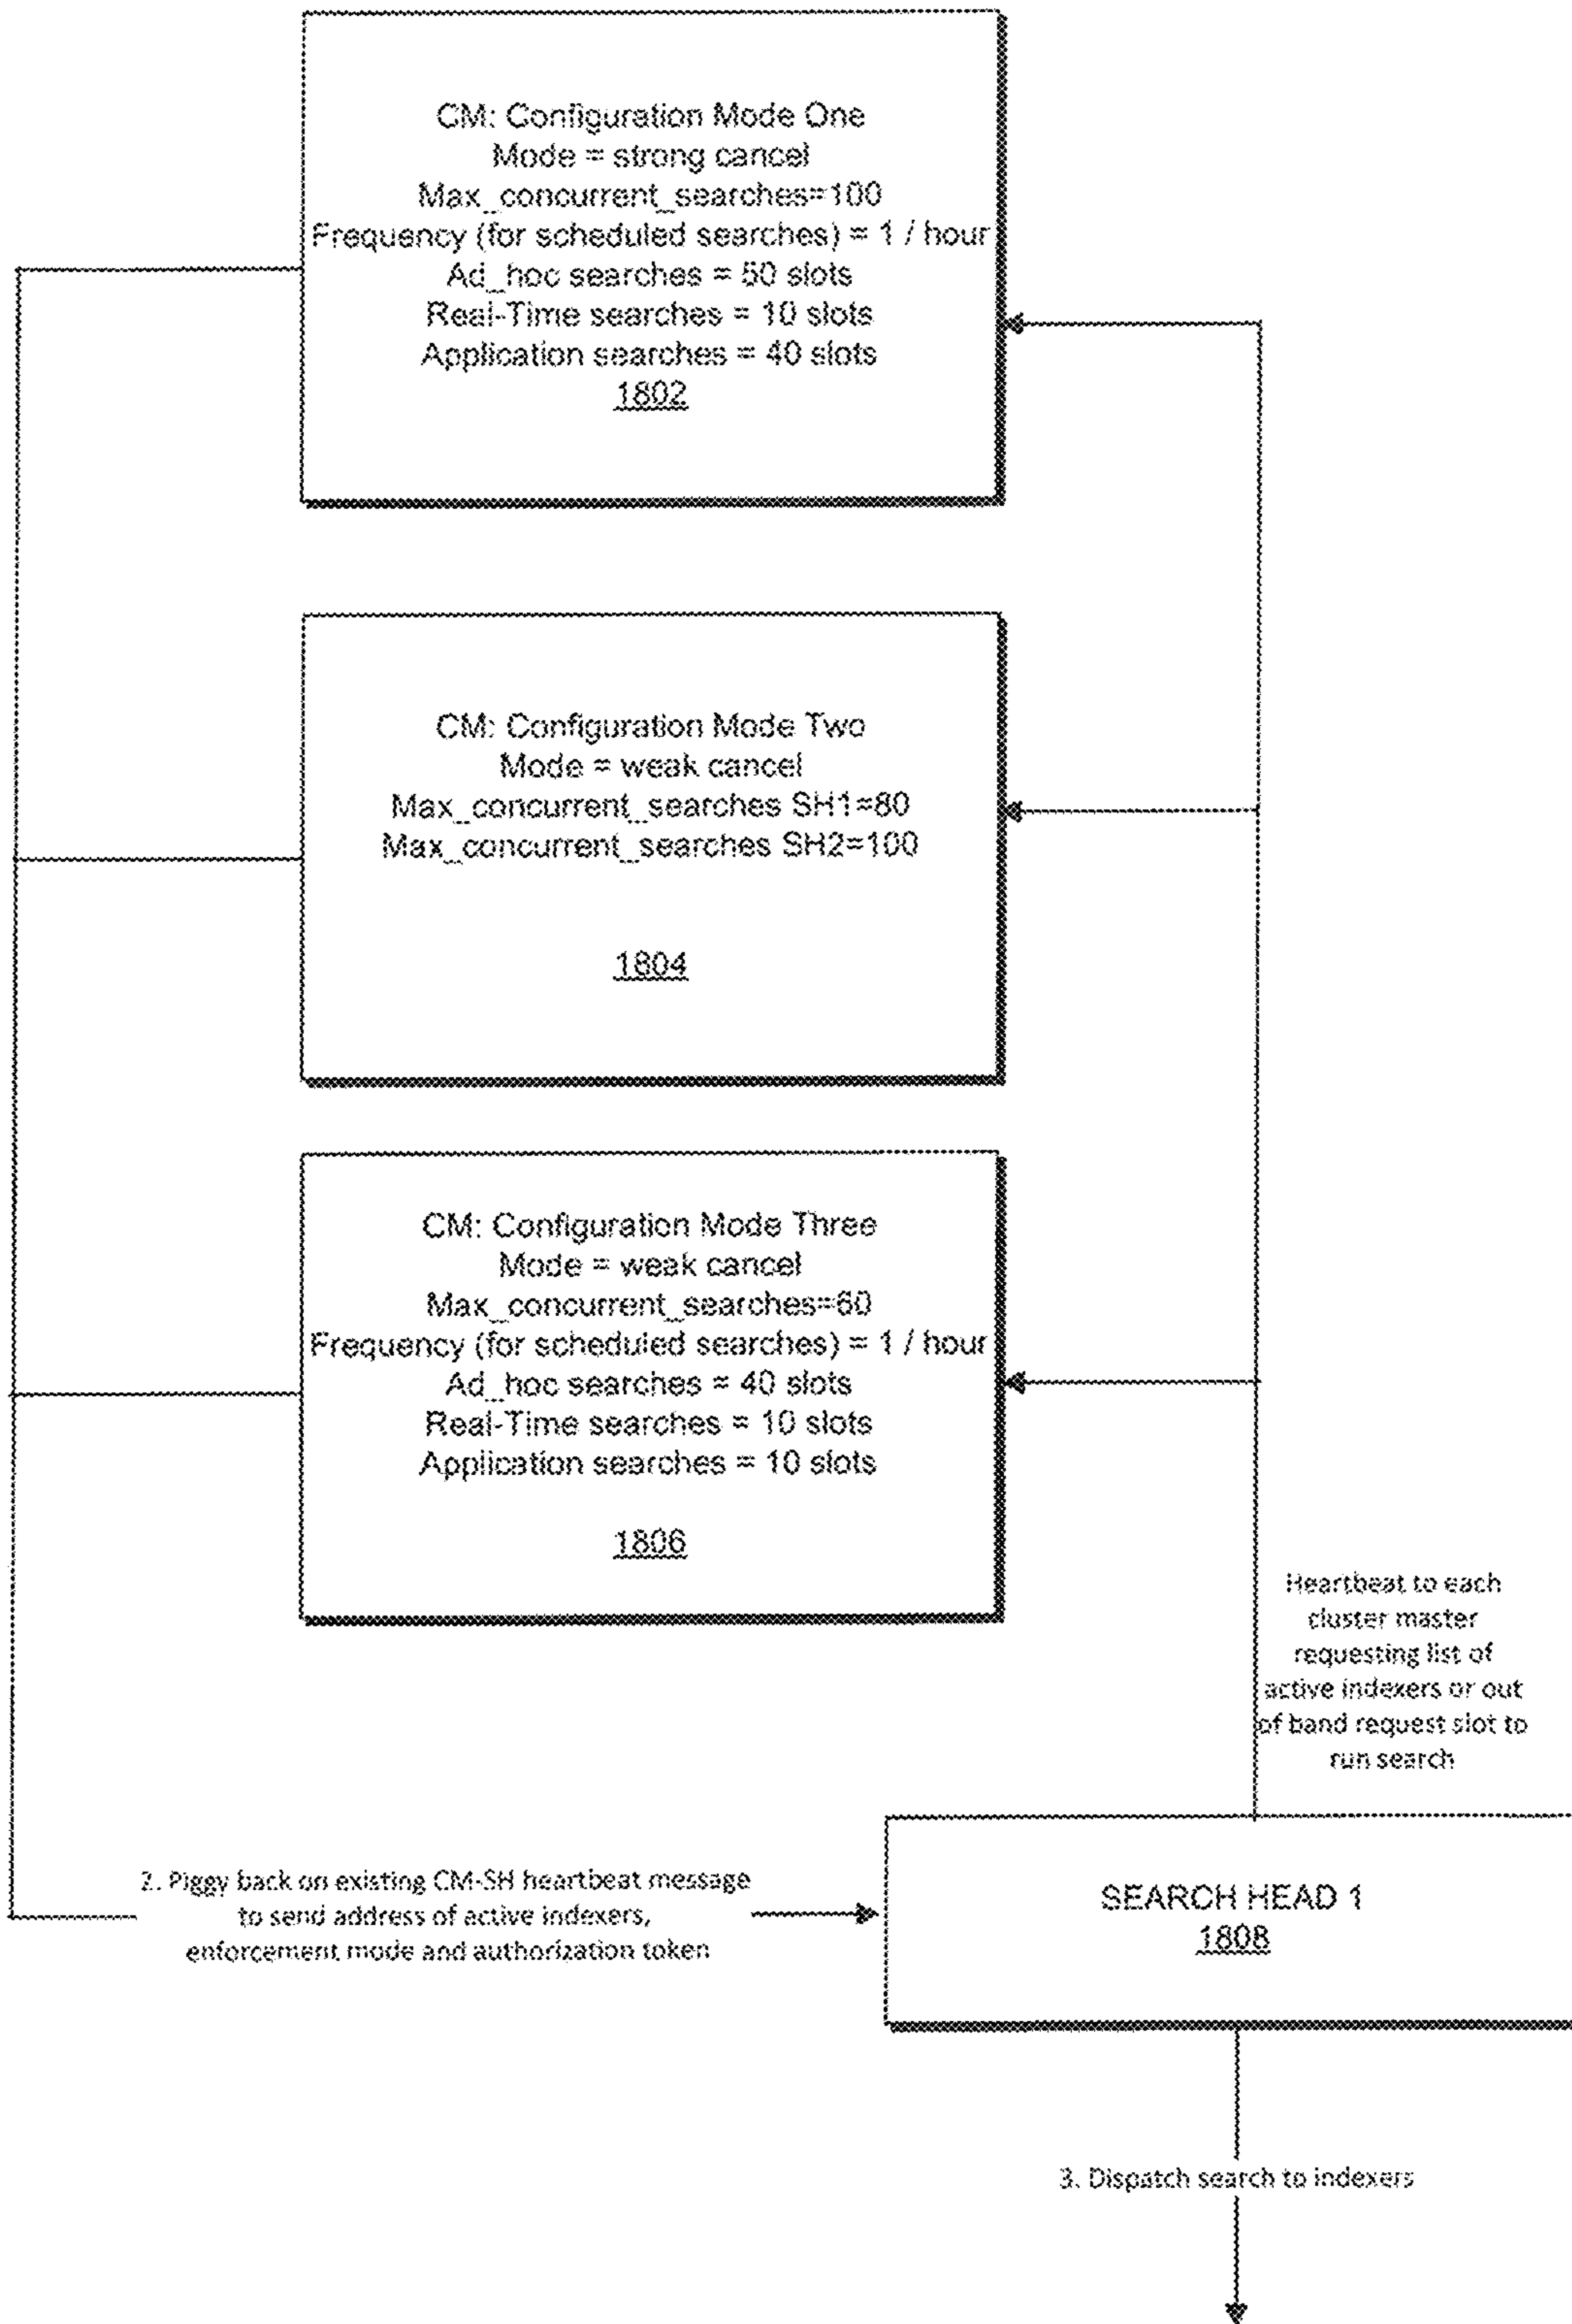 CM: Configuration Mode One
Mode = strong cancel
Max_concurrent_searches=100
Frequency (for scheduled searches) = 1 / hour
Ad_hoc searches = 50 slots
Real-Time searches = 10 slots
Application searches = 40 slots
1802
CM: Configuration Mode Two
Mode = weak cancel
Max_concurrent_searches SH1=80
Max_concurrent_searches SH2=100
1804
CM: Configuration Mode Three
Mode = weak cancel
Max_concurrent_searches=60
Frequency (for scheduled searches) = 1 / hour
Ad_hoc searches = 40 slots
Real-Time searches = 10 slots
Application searches = 10 slots
1806
Heartbeat to each
cluster master
requesting list of
active indexers or out
of band request slot to
run search
2. Piggy back on existing CM-SH heartbeat message
to send address of active indexers,
enforcement mode and authorization token
SEARCH HEAD 1
1808
3. Dispatch search to indexers